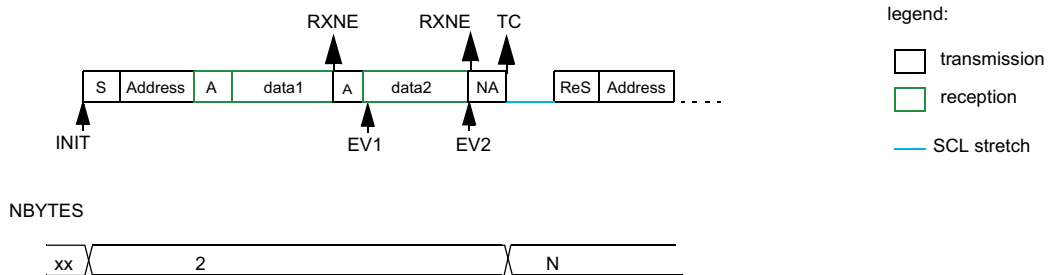 legend:
RXNE RXNE TC
transmission
S Address A data1 A data2 NA ReS Address
reception
INIT EV1 EV2
SCL stretch
NBYTES
xx 2 N